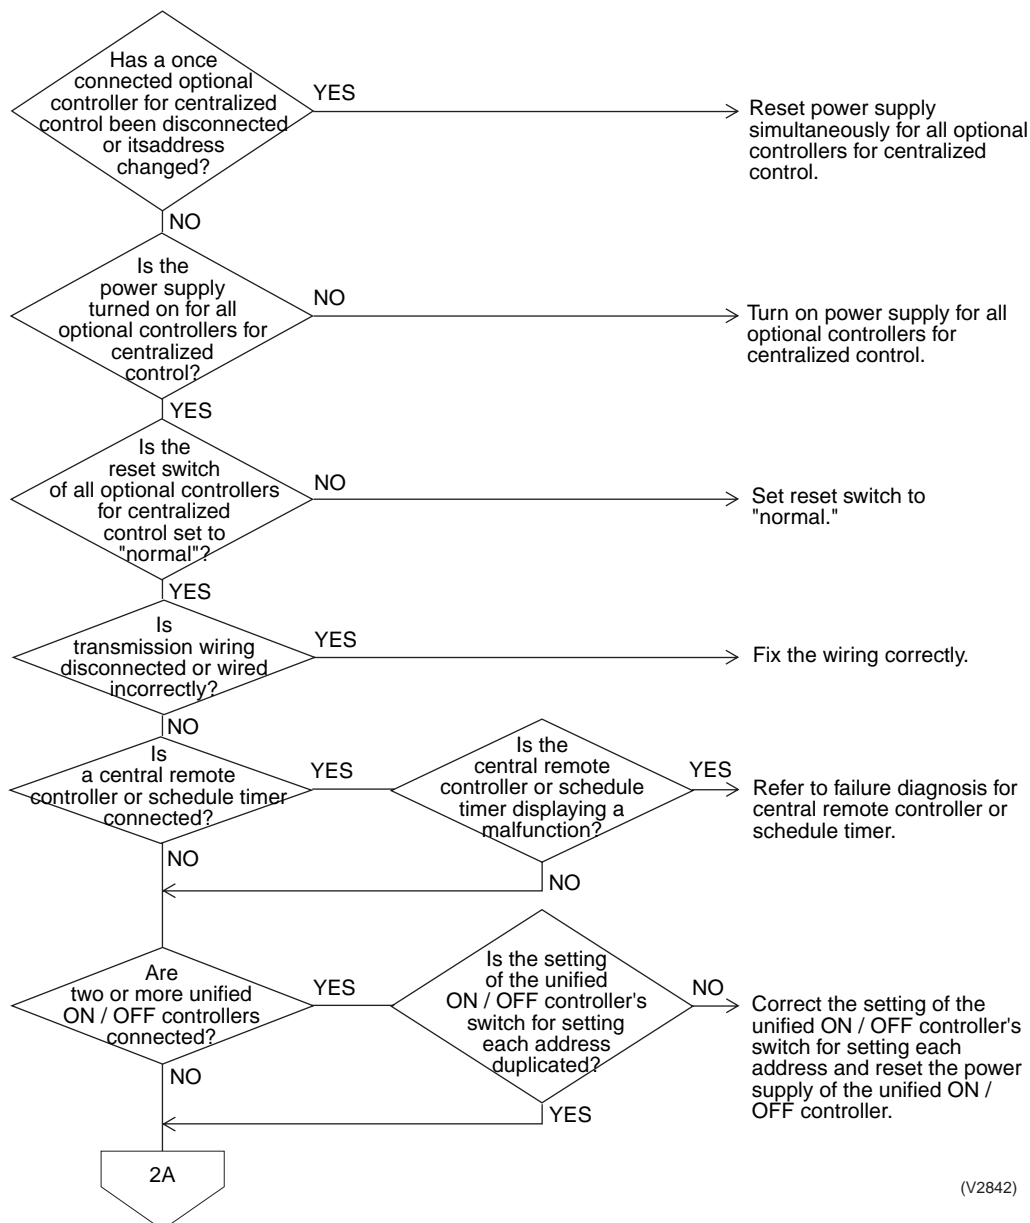 Has a once
connected optional
controller for centralized
control been disconnected
or itsaddress
changed?
YES
Reset power supply
simultaneously for all optional
controllers for centralized
control.
NO
Is the
power supply
turned on for all
optional controllers for
centralized
control?
NO
Turn on power supply for all
optional controllers for
centralized control.
YES
Is the
reset switch
of all optional controllers
for centralized
control set to
"normal"?
NO
Set reset switch to
"normal."
YES
Is
transmission wiring
disconnected or wired
incorrectly?
YES
Fix the wiring correctly.
NO
Is
a central remote
controller or schedule timer
connected?
YES
Is the
central remote
controller or schedule
timer displaying a
malfunction?
YES
Refer to failure diagnosis for
central remote controller or
schedule timer.
NO
NO
Are
two or more unified
ON / OFF controllers
connected?
YES
Is the setting
of the unified
ON / OFF controller's
switch for setting
each address
duplicated?
NO
Correct the setting of the
unified ON / OFF controller's
switch for setting each
address and reset the power
supply of the unified ON /
OFF controller.
NO
YES
2A
(V2842)